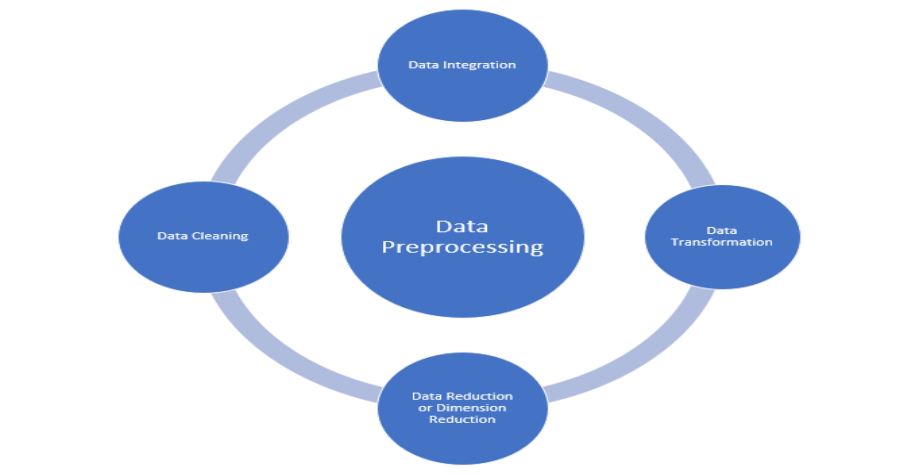 Data Integration
Data Cleaning
Data
Preprocessing
Data
Transformation
Data Reduction
or Dimension
Reduction